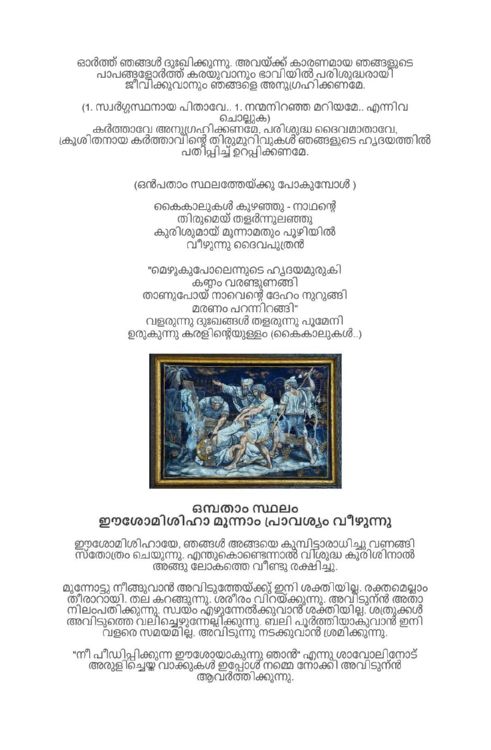 ഓർത്ത് ഞങ്ങൾ ദുഃഖിക്കുന്നു. അവയ്ക്ക് കാരണമായ ഞങ്ങളുടെ
പാപങ്ങളോർത്ത് കരയുവാനും ഭാവിയിൽ പരിശുദ്ധരായി
ജീവിക്കുവാനും ഞങ്ങളെ അനുഗ്രഹിക്കണമേ.
(1. സ്വർഗ്ഗസ്ഥനായ പിതാവേ.. 1. നന്മനിറഞ്ഞ മറിയമേ.. എന്നിവ
ചൊല്ലുക)
കർത്താവേ അനുഗ്രഹിക്കണമേ, പരിശുദ്ധ ദൈവമാതാവേ,
ക്രൂശിതനായ കർത്താവിന്റെ തിരുമുറിവുകൾ ഞങ്ങളുടെ ഹൃദയത്തിൽ
പതിപ്പിച്ച് ഉറപ്പിക്കണമേ.
(ഒൻപതാം സ്ഥലത്തേയ്ക്കു പോകുമ്പോൾ )
കൈകാലുകൾ കുഴഞ്ഞു - നാഥന്റെ
തിരുമെയ് തളർന്നുലഞ്ഞു
കുരിശുമായ് മൂന്നാമതും പൂഴിയിൽ
വീഴുന്നു ദൈവപുത്രൻ
"മെഴുകുപോലെന്നുടെ ഹൃദയമുരുകി
കണ്ഠം വരണ്ടുണങ്ങി
താണുപോയ് നാവെന്റെ ദേഹം നുറുങ്ങി
മരണം പറന്നിറങ്ങി"
വളരുന്നു ദുഃഖങ്ങൾ തളരുന്നു പൂമേനി
ഉരുകുന്നു കരളിന്റെയുള്ളം (കൈകാലുകൾ..)
ഒമ്പതാം സ്ഥലം
ഈശോമിശിഹാ മൂന്നാം പ്രാവശ്യം വീഴുന്നു
ഈശോമിശിഹായേ, ഞങ്ങൾ അങ്ങയെ കുമ്പിട്ടാരാധിച്ചു വണങ്ങി
സ്തോത്രം ചെയുന്നു. എന്തുകൊണ്ടെന്നാൽ വിശുദ്ധ കുരിശിനാൽ
അങ്ങു ലോകത്തെ വീണ്ടു രക്ഷിച്ചു.
മുന്നോട്ടു നീങ്ങുവാൻ അവിടുത്തേയ്ക്കു് ഇനി ശക്തിയില്ല. രക്തമെല്ലാം
തീരാറായി. തല കറങ്ങുന്നു. ശരീരം വിറയ്ക്കുന്നു. അവിടുന്ന് അതാ
നിലംപതിക്കുന്നു. സ്വയം എഴുന്നേൽക്കുവാൻ ശക്തിയില്ല. ശത്രുക്കൾ
അവിടുത്തെ വലിച്ചെഴുന്നേല്പിക്കുന്നു. ബലി പൂർത്തിയാകുവാൻ ഇനി
വളരെ സമയമില്ല. അവിടുന്നു നടക്കുവാൻ ശ്രമിക്കുന്നു.
"നീ പീഡിപ്പിക്കുന്ന ഈശോയാകുന്നു ഞാൻ" എന്നു ശാവോലിനോട്
അരുളിച്ചെയ്ത വാക്കുകൾ ഇപ്പോൾ നമ്മെ നോക്കി അവിടുന്ന്
ആവർത്തിക്കുന്നു.